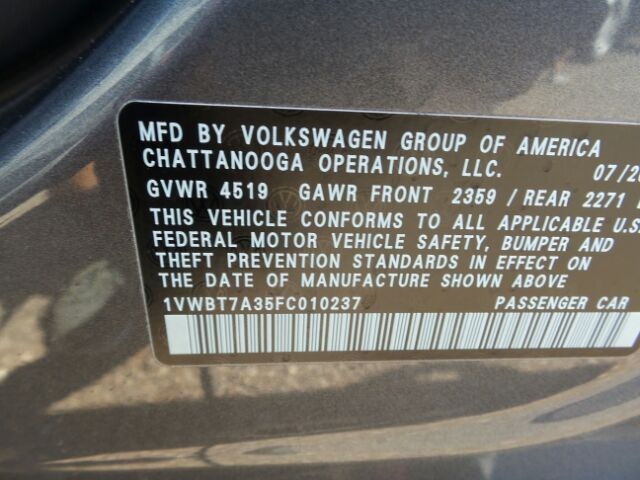 MFD BY VOLKSWAGEN GROUP OF AMERICA
CHATTANOOGA OPERATIONS, LLC. 07/20
GVWR 4519 GAWR FRONT 2359 / REAR 2271
THIS VEHICLE CONFORMS TO ALL APPLICABLE U.S
FEDERAL MOTOR VEHICLE SAFETY, BUMPER AND
THEFT PREVENTION STANDARDS IN EFFECT ON
THE DATE OF MANUFACTURE SHOWN ABOVE
1VWBT7A35FC010237 PASSENGER CAR